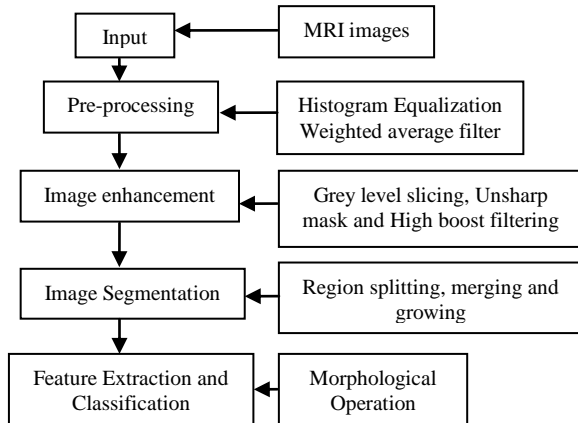 Input
MRI images
Pre-processing
Histogram Equalization
Weighted average filter
Image enhancement
Grey level slicing, Unsharp
mask and High boost filtering
Image Segmentation
Region splitting, merging and
growing
Feature Extraction and
Classification
Morphological
Operation